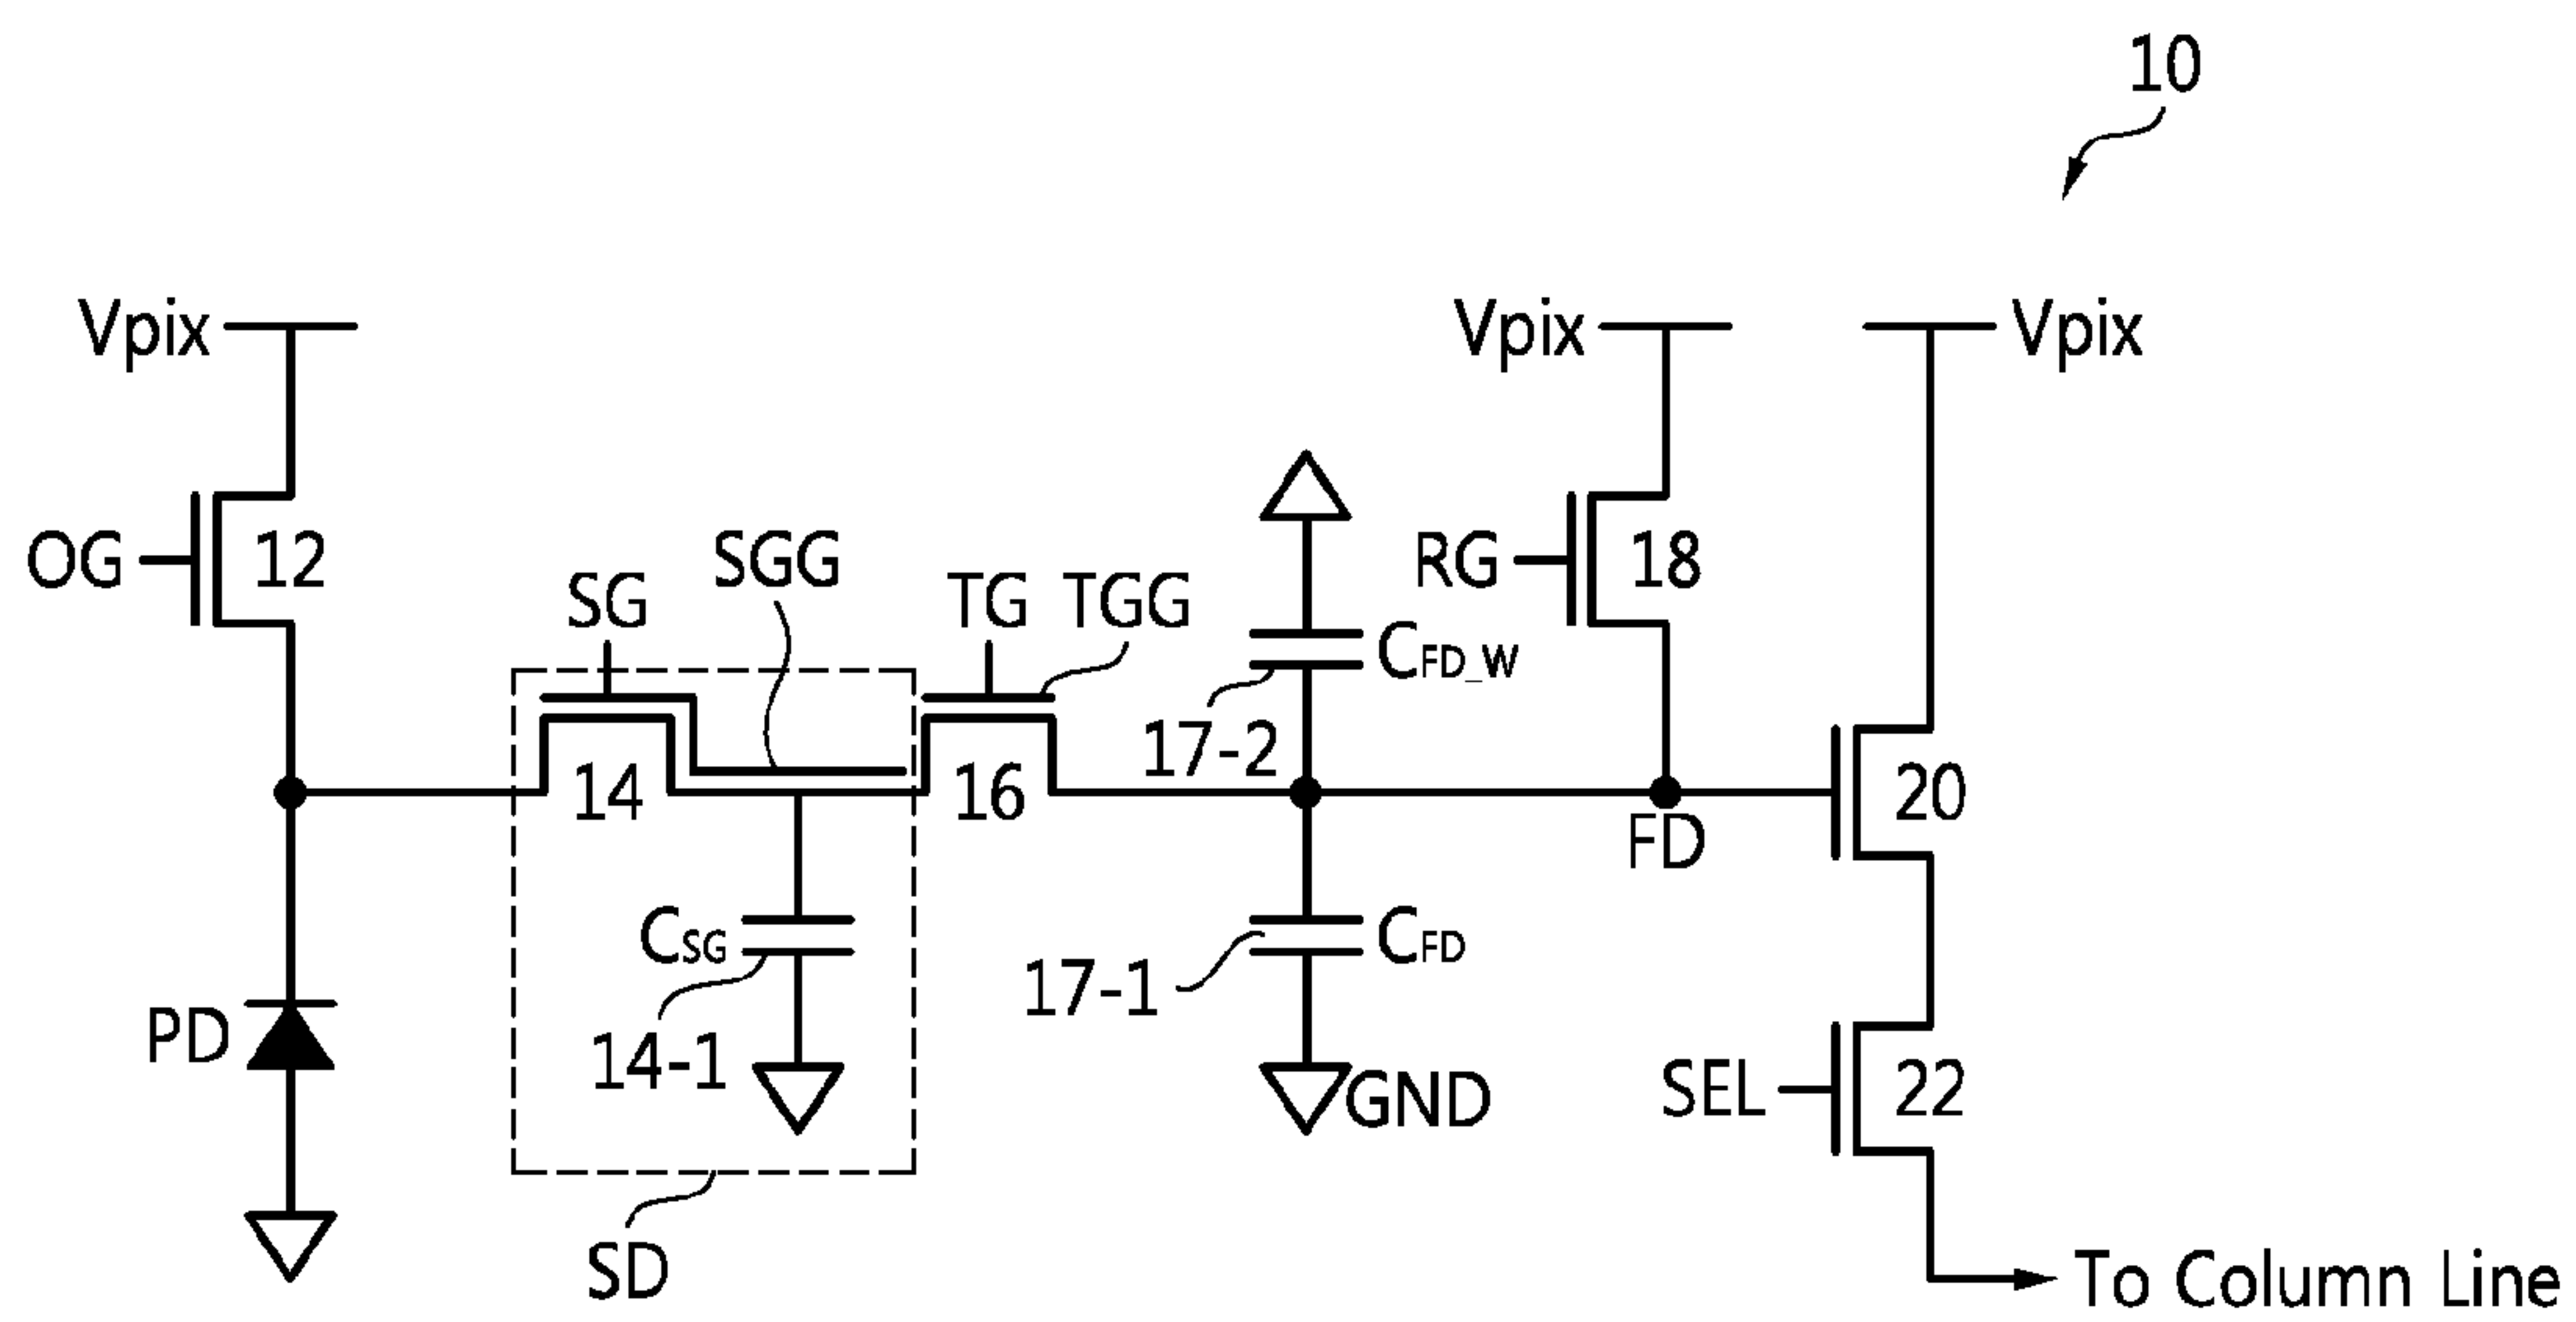 10
Vpix
Vpix
Vpix
OG
12
SG
SGG
TG
TGG
RG
18
CFD_W
17-2
14
16
20
FD
CSG
14-1
17-1
CFD
PD
GND
SEL
22
SD
To Column Line